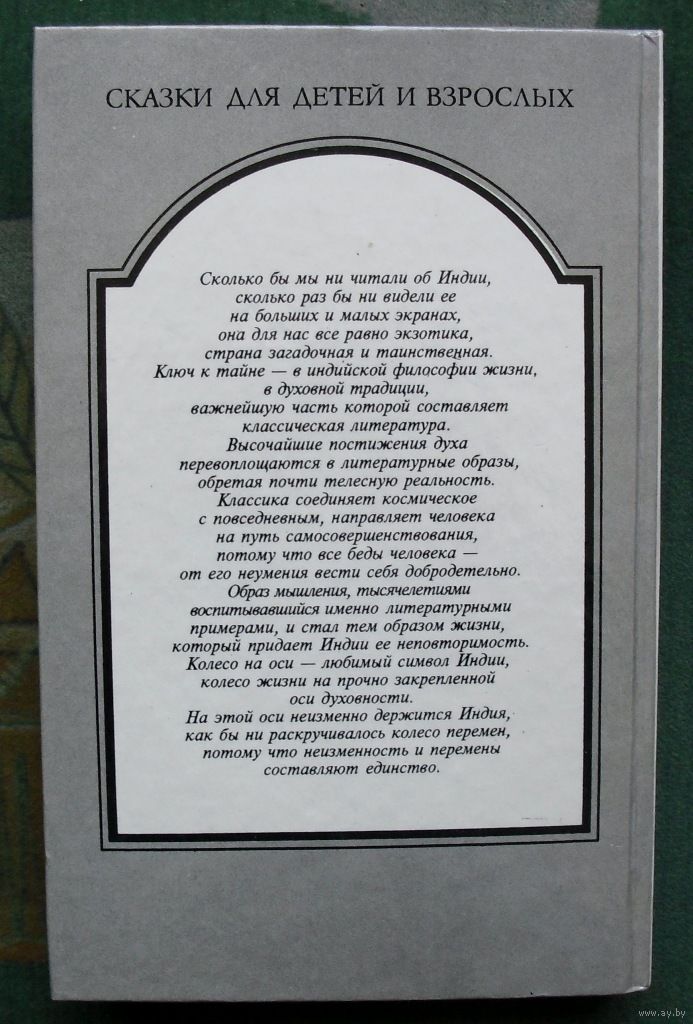 СКАЗКИ ДЛЯ ДЕТЕЙ И ВЗРОСЛЫХ
Сколько бы мы ни читали об Индии,
сколько раз бы ни видели ее
на больших и малых экранах,
она для нас все равно экзотика,
страна загадочная и таинственная.
Ключ к тайне — в индийской философии жизни,
в духовной традиции,
важнейшую часть которой составляет
классическая литература.
Высочайшие постижения духа
перевоплощаются в литературные образы,
обретая почти телесную реальность.
Классика соединяет космическое
с повседневным, направляет человека
на путь самосовершенствования,
потому что все беды человека —
от его неумения вести себя добродетельно.
Образ мышления, тысячелетиями
воспитывавшийся именно литературными
примерами, и стал тем образом жизни,
который придает Индии ее неповторимость.
Колесо на оси — любимый символ Индии,
колесо жизни на прочно закрепленной
оси духовности.
На этой оси неизменно держится Индия,
как бы ни раскручивалось колесо перемен,
потому что неизменность и перемены
составляют единство.
www.ay.by